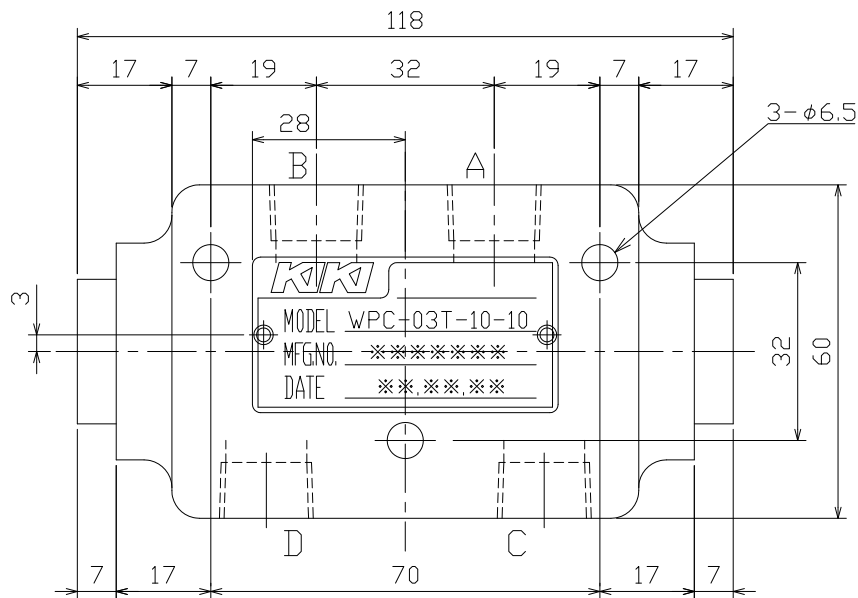 118
17 7 19 32 19 7 17
3-φ6.5
28
B A
KIKI
3
MODEL WPC-03T-10-10
MFG.NO. ※※※※※※※
32 60
DATE ※※.※※.※※
D C
7 17 70 17 7